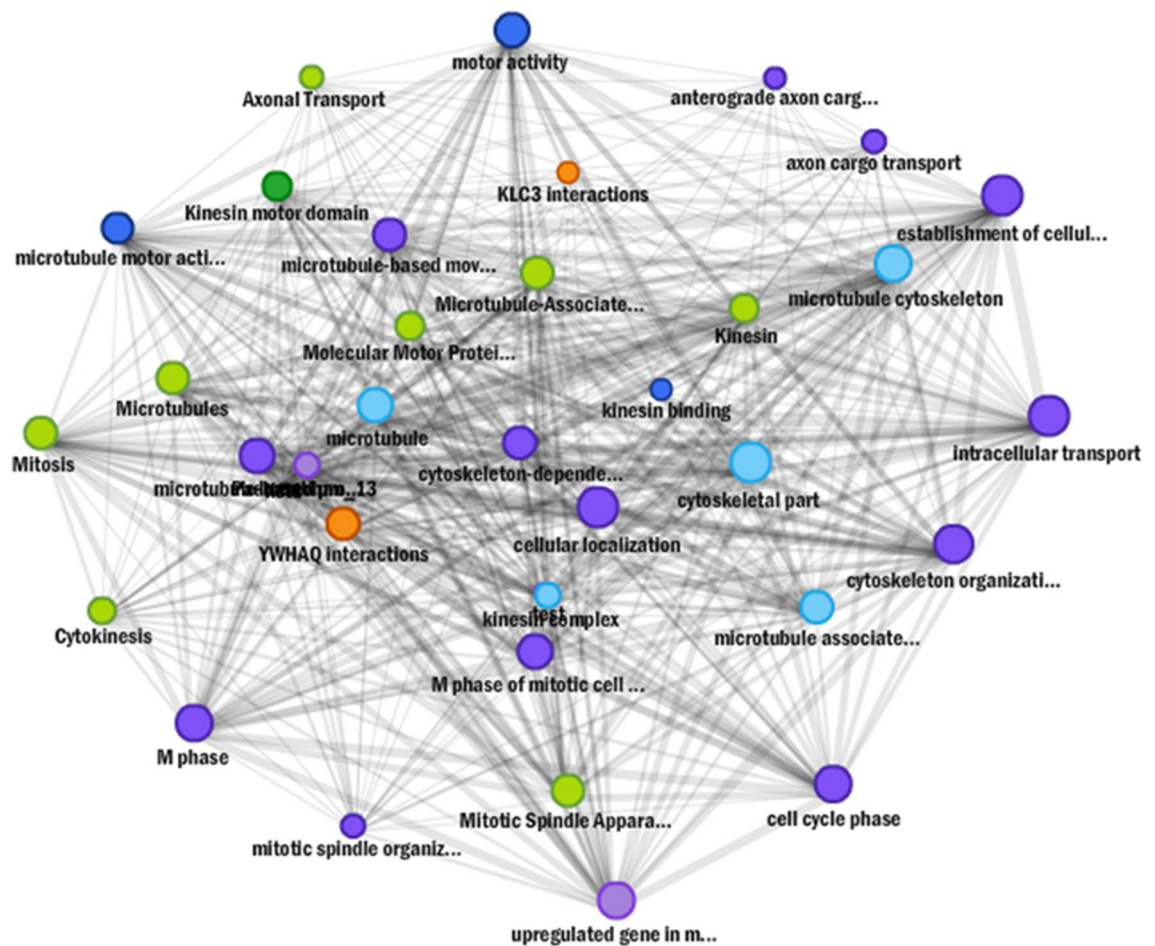 motor activity
Axonal Transport
anterograde axon carg...
axon cargo transport
KLC3 interactions
Kinesin motor domain
establishment of cellul...
microtubule motor acti...
microtubule-based mov...
microtubule cytoskeleton
Microtubule-Associate...
Kinesin
Molecular Motor Protei...
Microtubules
kinesin binding
microtubule
Mitosis
intracellular transport
cytoskeleton-depende...
cytoskeletal part
cellular localization
YWHAQ interactions
cytoskeleton organizati...
test
kinesin complex
Cytokinesis
microtubule associate...
M phase of mitotic cell ...
M phase
Mitotic Spindle Appara...
cell cycle phase
mitotic spindle organiz...
upregulated gene in m...